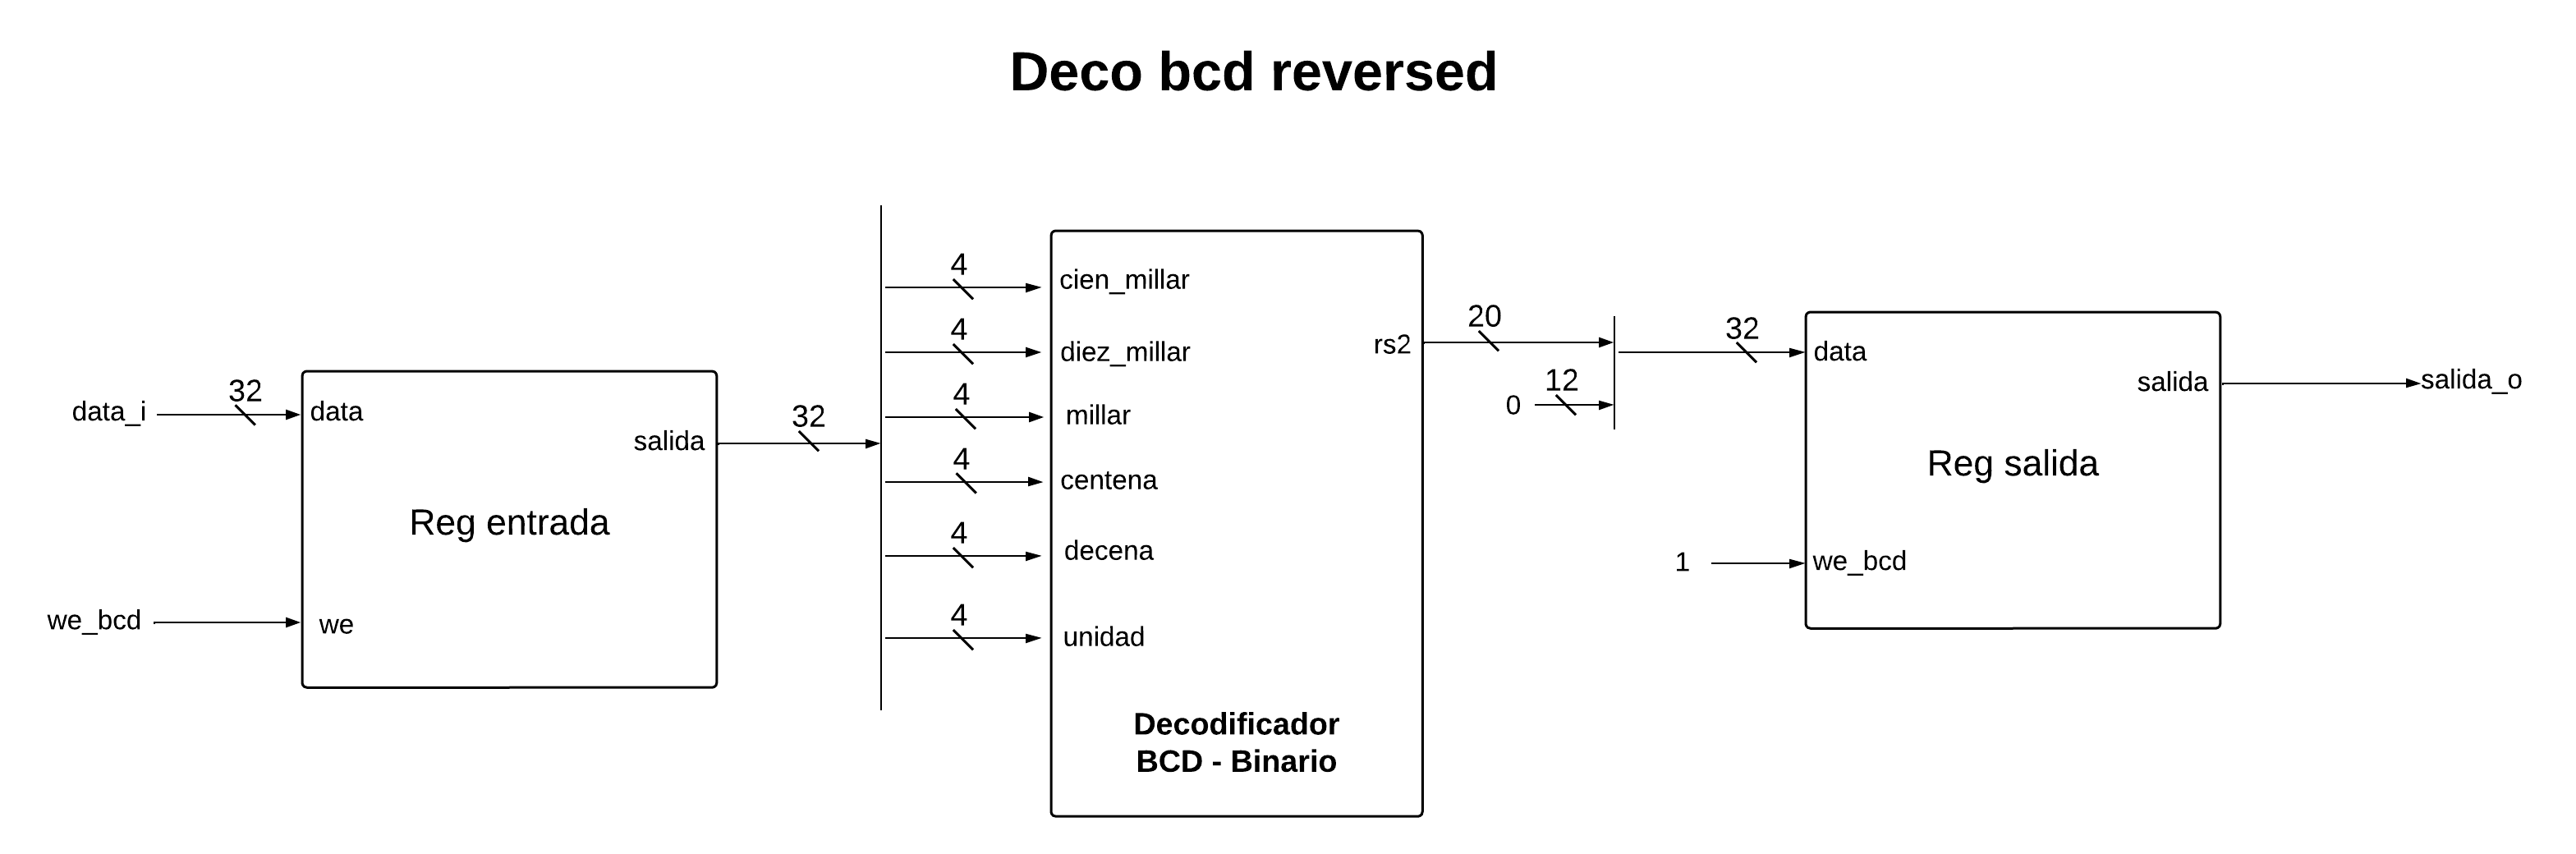 Deco bcd reversed
data_i
32
data
salida
Reg entrada
we_bcd
we
32
4
cien_millar
4
diez_millar
4
millar
4
centena
4
decena
4
unidad
rs2
Decodificador
BCD - Binario
20
0
12
32
data
salida
Reg salida
1
we_bcd
salida_o